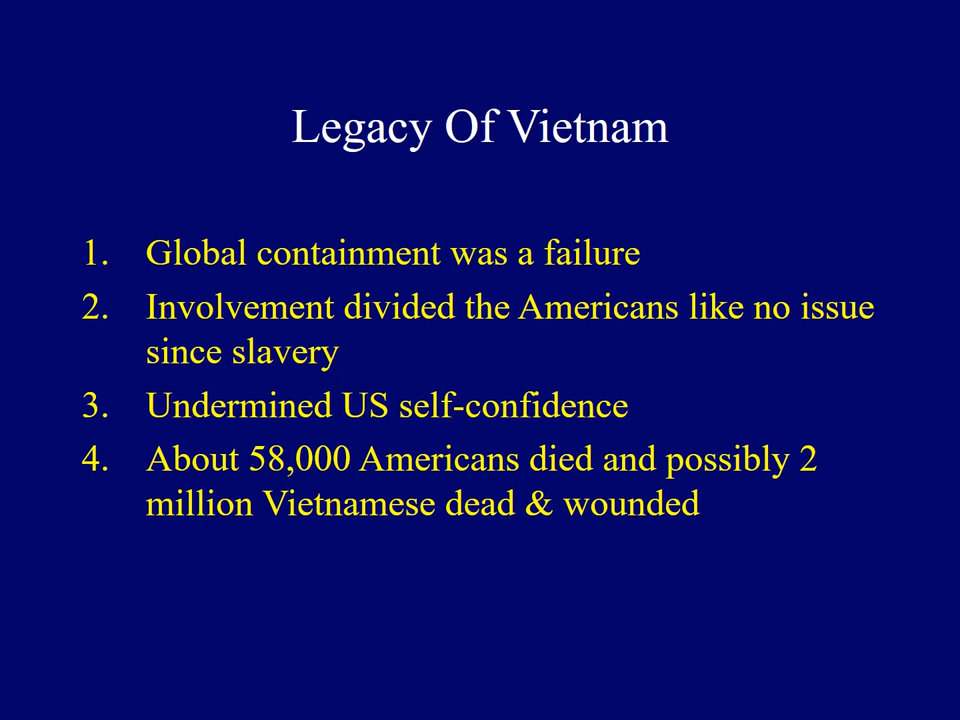 Legacy Of Vietnam
1. Global containment was a failure
2. Involvement divided the Americans like no issue
since slavery
3. Undermined US self-confidence
4. About 58,000 Americans died and possibly 2
million Vietnamese dead & wounded